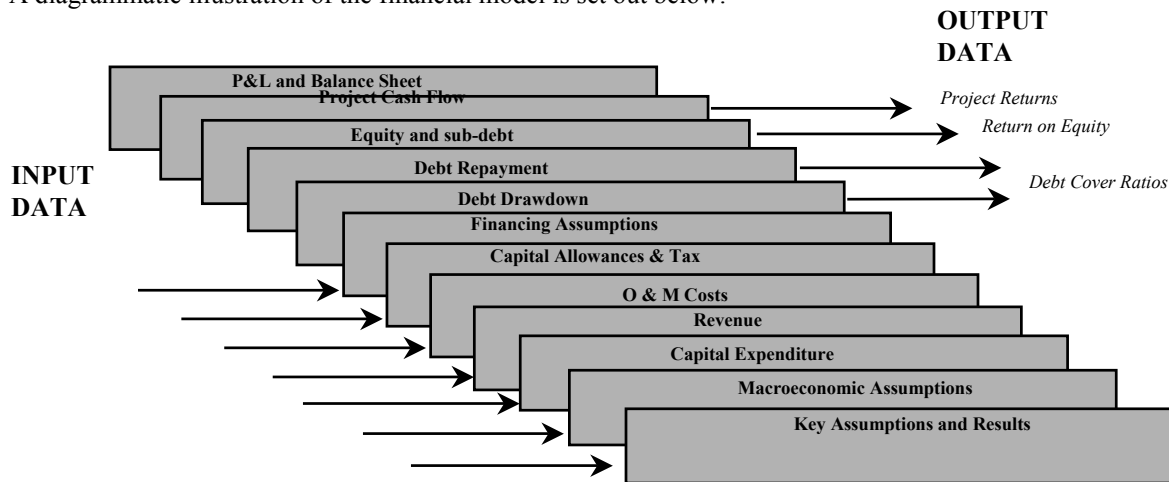 A diagrammatic illustration of the financial model is set out below.
OUTPUT
DATA
P&L and Balance Sheet
Project Cash Flow
Project Returns
Equity and sub-debt
Return on Equity
Debt Repayment
INPUT
DATA
Debt Cover Ratios
Debt Drawdown
Financing Assumptions
Capital Allowances & Tax
O & M Costs
Revenue
Capital Expenditure
Macroeconomic Assumptions
Key Assumptions and Results